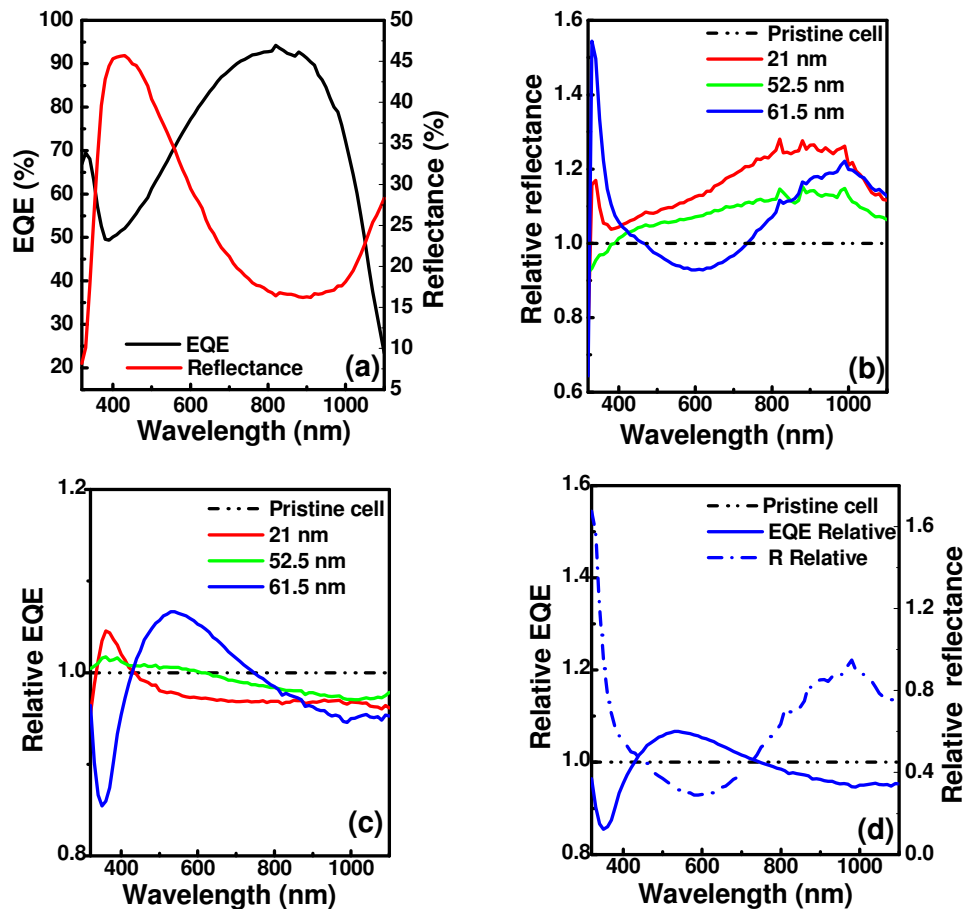 100
90
80
70
60
50
40
30
20
EQE (%)
50
45
40
35
30
25
20
15
10
5
Reflectance (%)
EQE
Reflectance
(a)
400 600 800 1000
Wavelength (nm)
1.6
1.4
1.2
1.0
0.8
0.6
Relative reflectance
Pristine cell
21 nm
52.5 nm
61.5 nm
(b)
400 600 800 1000
Wavelength (nm)
1.2
1.0
0.8
Relative EQE
Pristine cell
21 nm
52.5 nm
61.5 nm
(c)
400 600 800 1000
Wavelength (nm)
1.6
1.4
1.2
1.0
0.8
Relative EQE
1.6
1.2
0.8
0.4
0.0
Relative reflectance
Pristine cell
EQE Relative
R Relative
(d)
400 600 800 1000
Wavelength (nm)